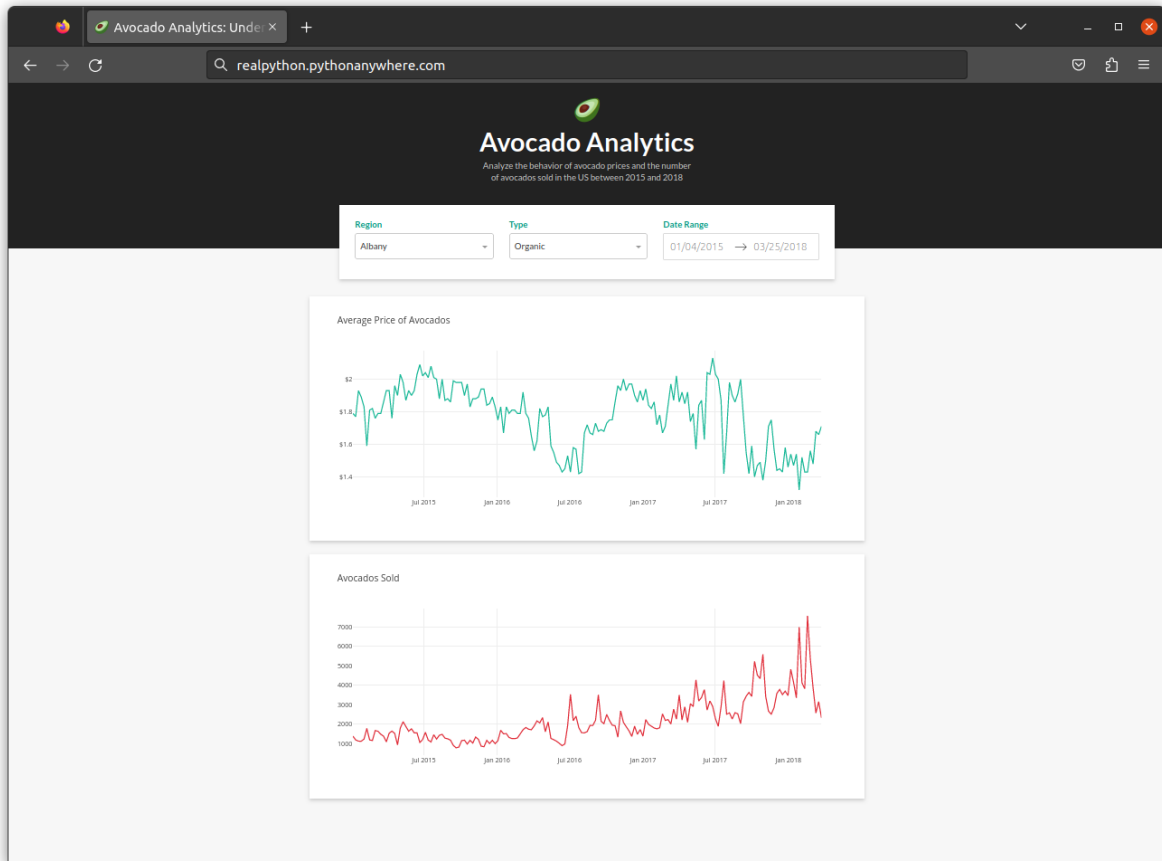 Avocado Analytics: Under
realpython.pythonanywhere.com
Avocado Analytics
Analyze the behavior of avocado prices and the number
of avocados sold in the US between 2015 and 2018
Region Type Date Range
Albany Organic 01/04/2015 → 03/25/2018
Average Price of Avocados
$2
$1.8
$1.6
$1.4
Jul 2015 Jan 2016 Jul 2016 Jan 2017 Jul 2017 Jan 2018
Avocados Sold
7000
6000
5000
4000
3000
2000
1000
Jul 2015 Jan 2016 Jul 2016 Jan 2017 Jul 2017 Jan 2018